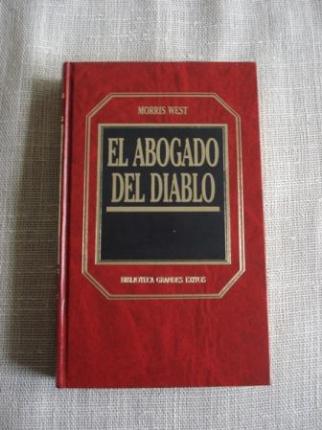 MORRIS WEST
EL ABOGADO
DEL DIABLO
BIBLIOTECA GRANDES EXITOS